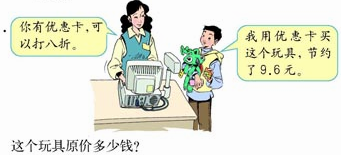 你有优惠卡,可
以打八折。
我用优惠卡买
这个玩具,节约
了9.6元。
这个玩具原价多少钱?